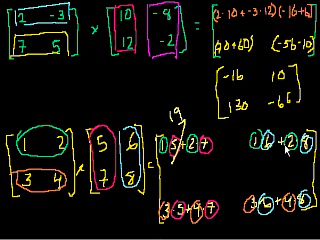 2 -3 × 10 -8 = (2·10+-3·12)(-16+6)
7 5 12 -2 (70+60) (-56-10)
-16 10
130 -66
19
1 2 × 5 6 = 1 5+2 7 1 6+2 8
3 4 7 8 3 5+4 7 3 6+4 8